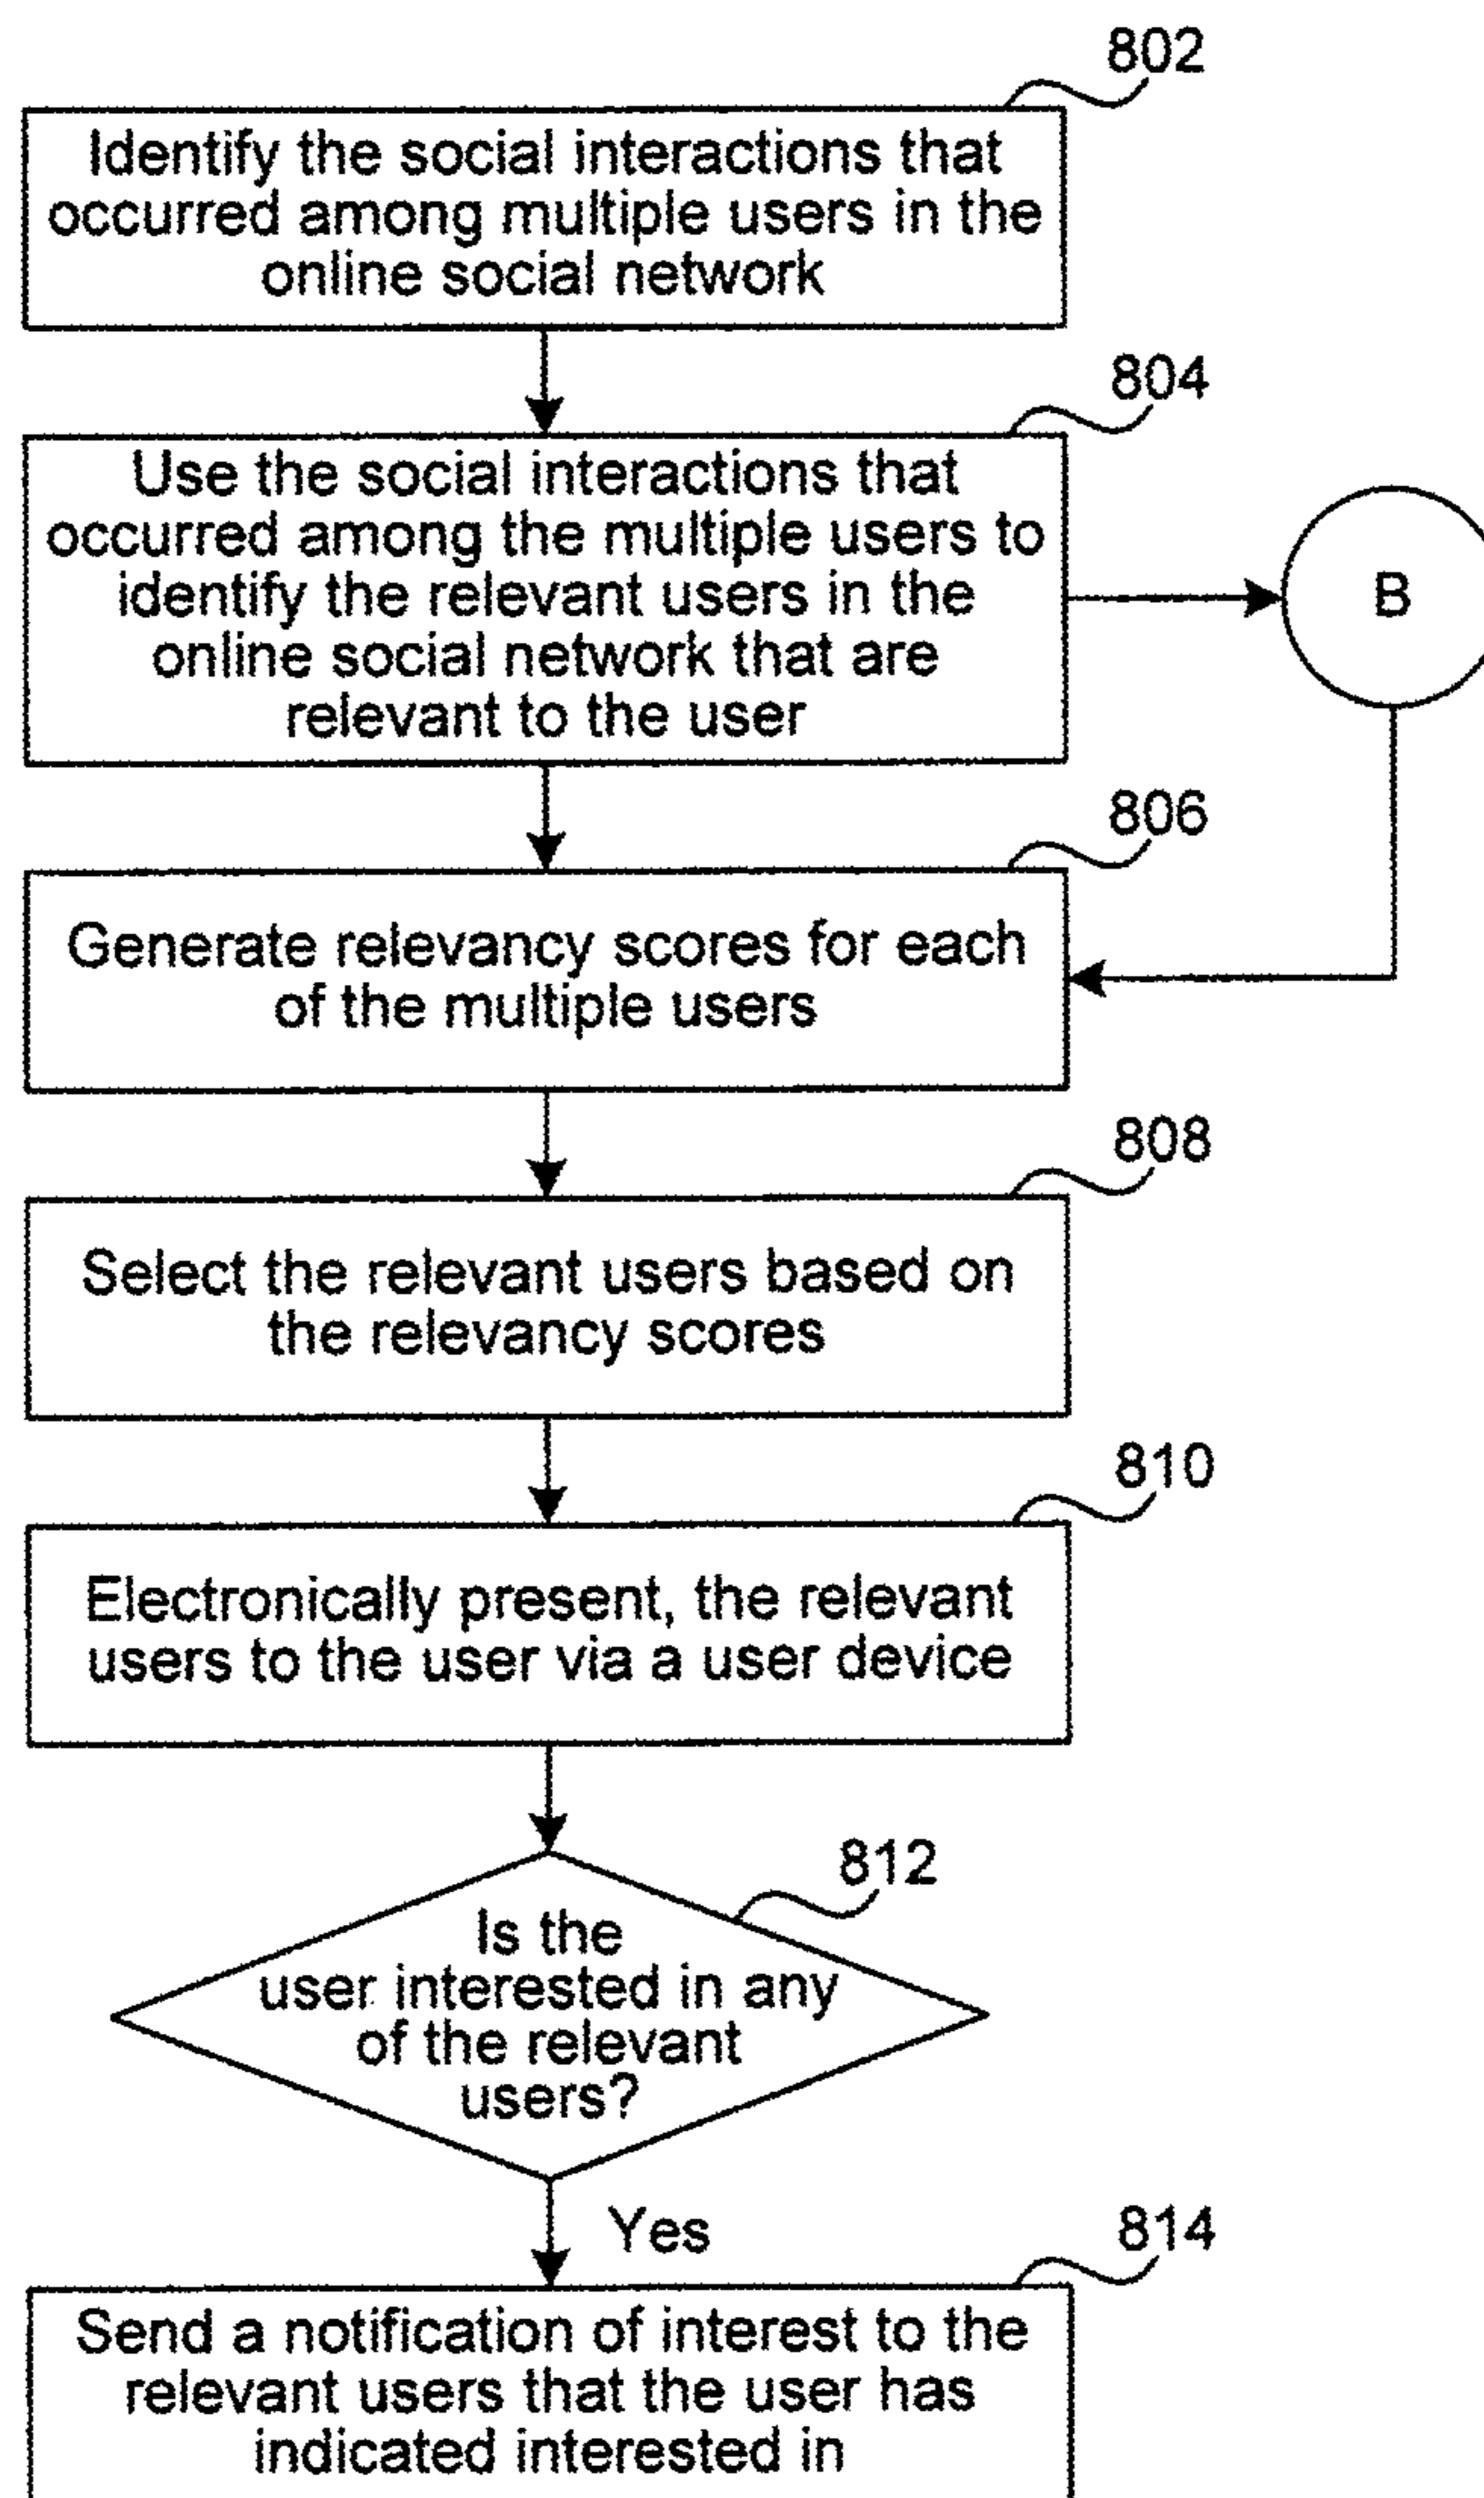 802
Identify the social interactions that
occurred among multiple users in the
online social network
804
Use the social interactions that
occurred among the multiple users to
identify the relevant users in the
online social network that are
relevant to the user
B
806
Generate relevancy scores for each
of the multiple users
808
Select the relevant users based on
the relevancy scores
810
Electronically present, the relevant
users to the user via a user device
812
Is the
user interested in any
of the relevant
users?
Yes
814
Send a notification of interest to the
relevant users that the user has
indicated interested in